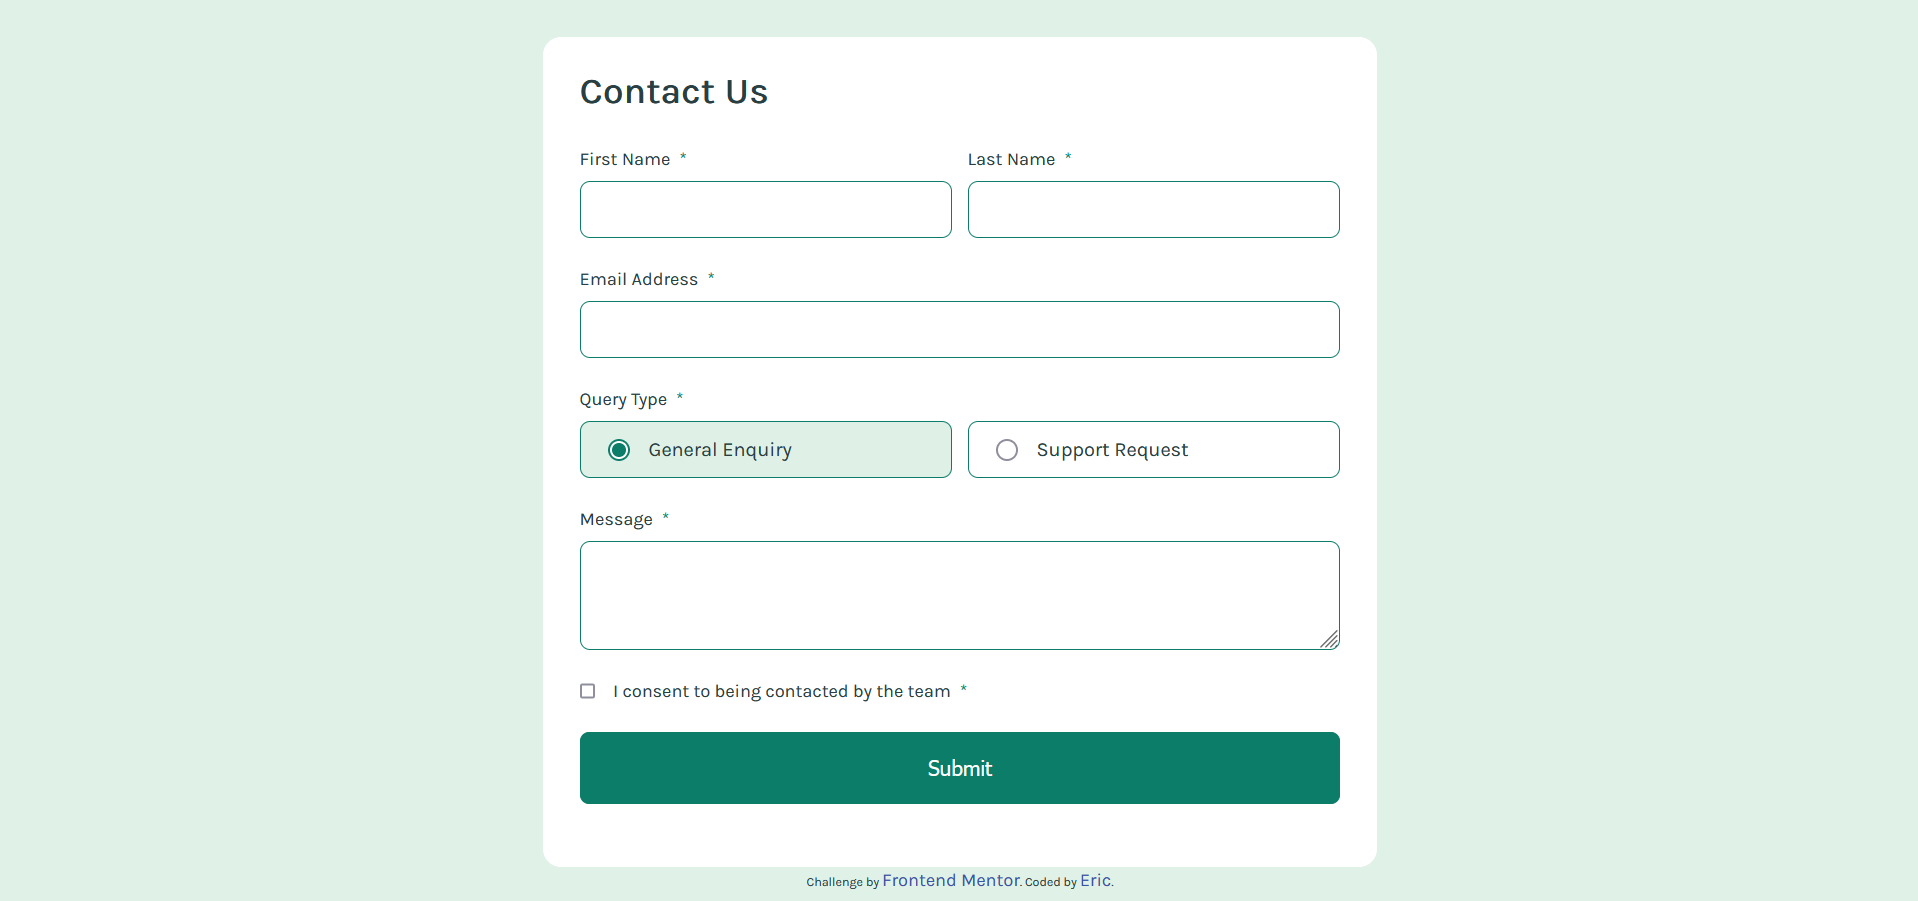 Contact Us
First Name *
Last Name *
Email Address *
Query Type *
General Enquiry
Support Request
Message *
I consent to being contacted by the team *
Submit
Challenge by Frontend Mentor. Coded by Eric.